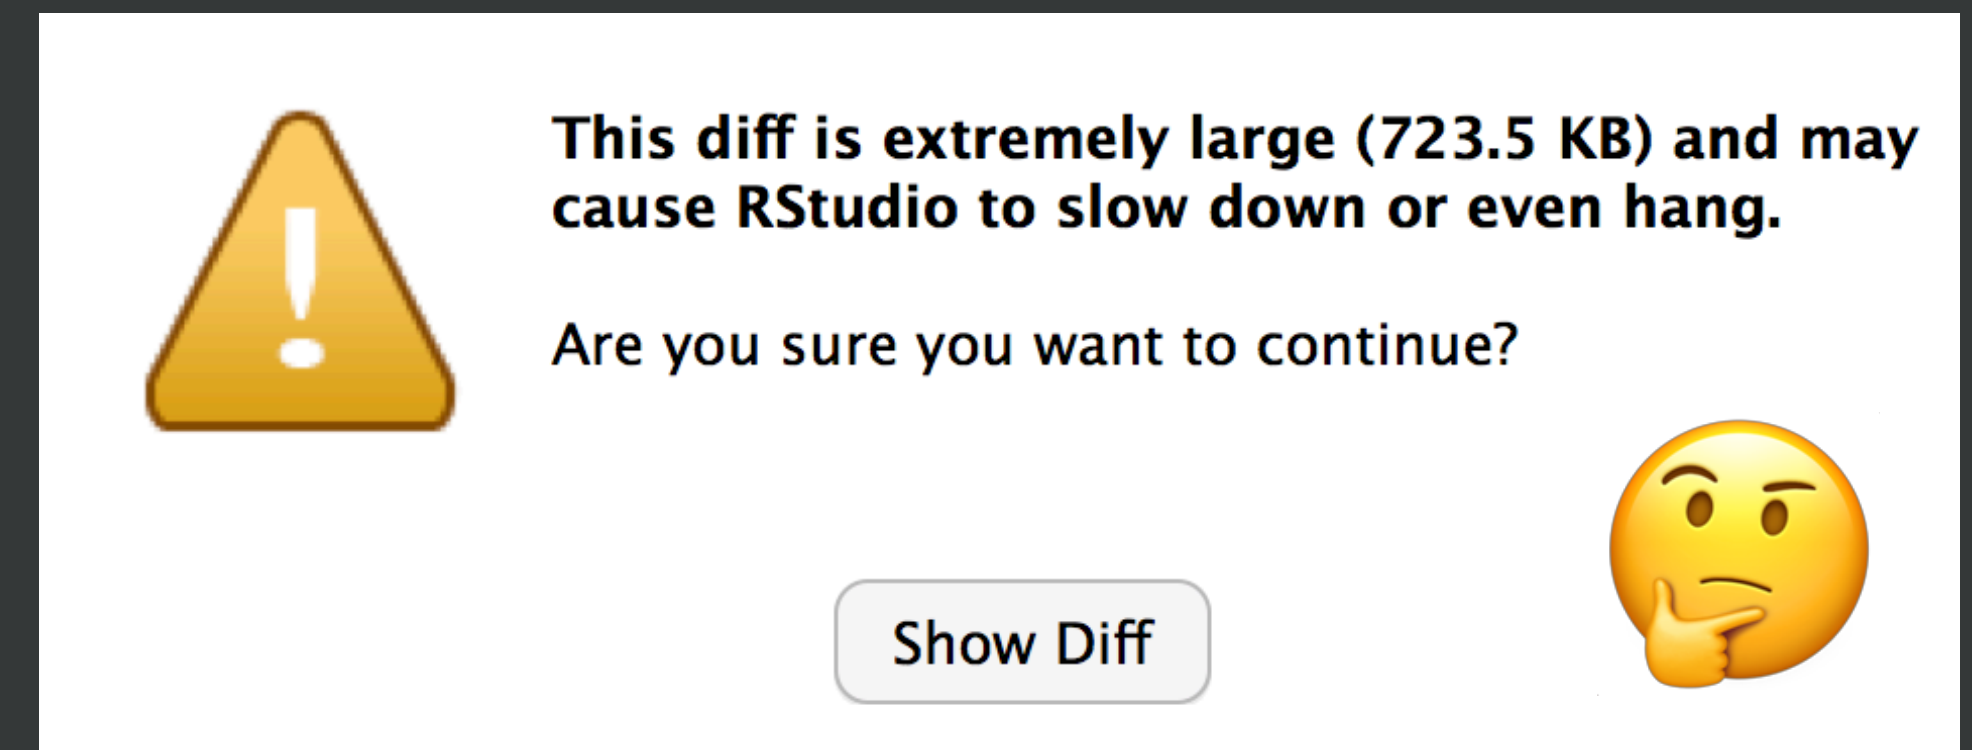 This diff is extremely large (723.5 KB) and may
cause RStudio to slow down or even hang.
Are you sure you want to continue?
Show Diff